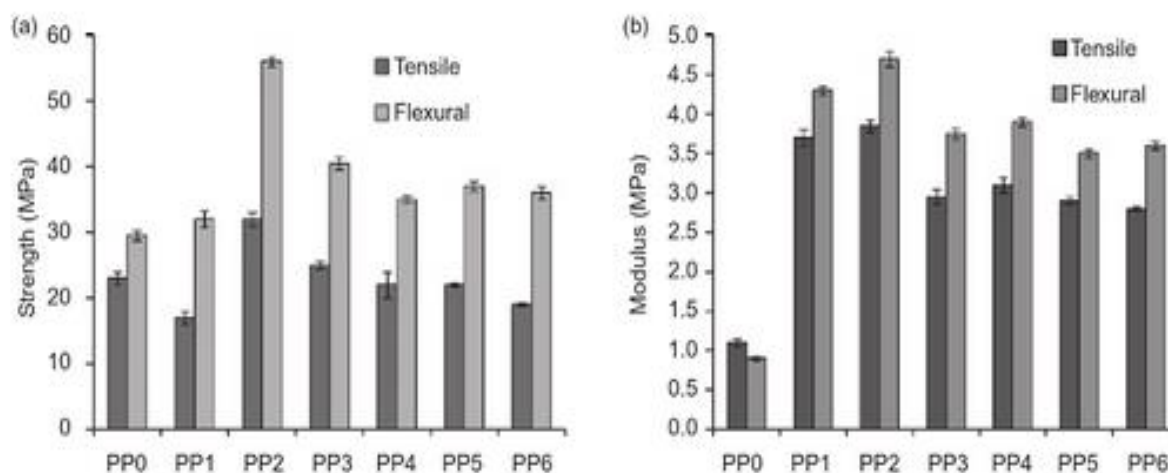 (a)
Strength (MPa)
60
50
40
30
20
10
0
Tensile
Flexural
PP0 PP1 PP2 PP3 PP4 PP5 PP6
(b)
Modulus (MPa)
5.0
4.5
4.0
3.5
3.0
2.5
2.0
1.5
1.0
0.5
0.0
Tensile
Flexural
PP0 PP1 PP2 PP3 PP4 PP5 PP6